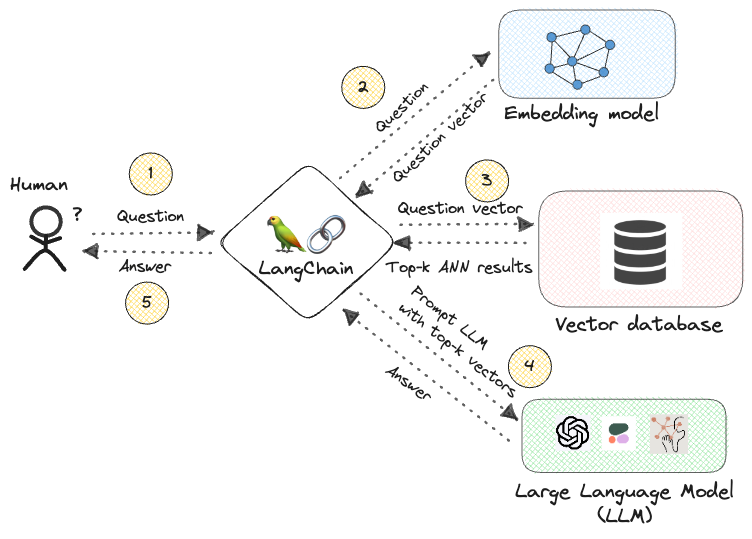 2
Question
Question vector
Embedding model
1
Human
?
Question
Answer
5
LangChain
3
Question vector
Top-k ANN results
Vector database
Prompt LLM
with top-k vectors
4
Answer
Large Language Model
(LLM)